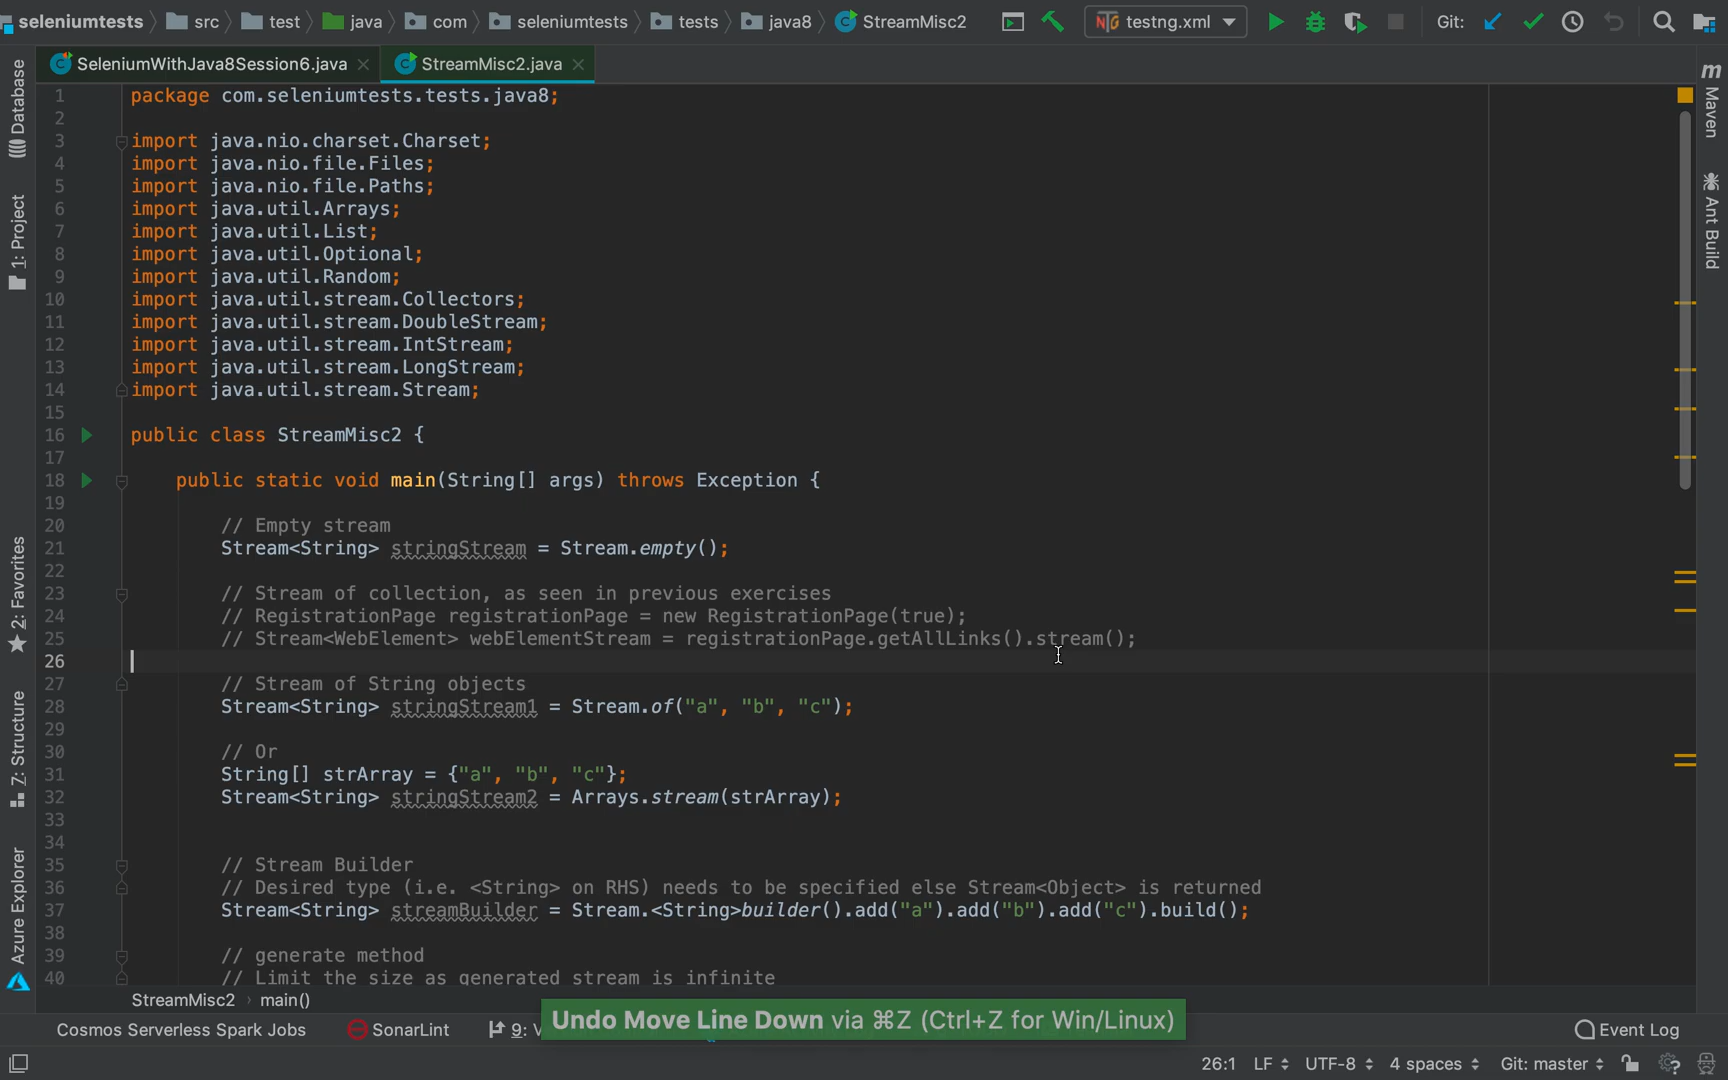 seleniumtests src test java com seleniumtests tests java8 StreamMisc2 testng.xml Git:
SeleniumWithJava8Session6.java StreamMisc2.java
1 package com.seleniumtests.tests.java8;
2
3 import java.nio.charset.Charset;
4 import java.nio.file.Files;
5 import java.nio.file.Paths;
6 import java.util.Arrays;
7 import java.util.List;
8 import java.util.Optional;
9 import java.util.Random;
10 import java.util.stream.Collectors;
11 import java.util.stream.DoubleStream;
12 import java.util.stream.IntStream;
13 import java.util.stream.LongStream;
14 import java.util.stream.Stream;
15
16 public class StreamMisc2 {
17
18 public static void main(String[] args) throws Exception {
19
20 // Empty stream
21 Stream<String> stringStream = Stream.empty();
22
23 // Stream of collection, as seen in previous exercises
24 // RegistrationPage registrationPage = new RegistrationPage(true);
25 // Stream<WebElement> webElementStream = registrationPage.getAllLinks().stream();
26
27 // Stream of String objects
28 Stream<String> stringStream1 = Stream.of("a", "b", "c");
29
30 // Or
31 String[] strArray = {"a", "b", "c"};
32 Stream<String> stringStream2 = Arrays.stream(strArray);
33
34
35 // Stream Builder
36 // Desired type (i.e. <String> on RHS) needs to be specified else Stream<Object> is returned
37 Stream<String> streamBuilder = Stream.<String>builder().add("a").add("b").add("c").build();
38
39 // generate method
40 // Limit the size as generated stream is infinite
Database
1: Project
2: Favorites
7: Structure
Azure Explorer
m Maven
Ant Build
StreamMisc2 main()
Undo Move Line Down via ⌘Z (Ctrl+Z for Win/Linux)
Cosmos Serverless Spark Jobs SonarLint 9: V Event Log
26:1 LF UTF-8 4 spaces Git: master